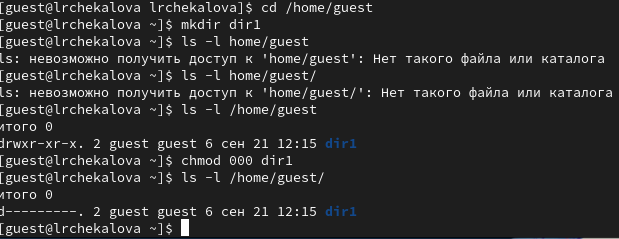 [guest@lrchekalova lrchekalova]$ cd /home/guest
[guest@lrchekalova ~]$ mkdir dir1
[guest@lrchekalova ~]$ ls -l home/guest
ls: невозможно получить доступ к 'home/guest': Нет такого файла или каталога
[guest@lrchekalova ~]$ ls -l home/guest/
ls: невозможно получить доступ к 'home/guest/': Нет такого файла или каталога
[guest@lrchekalova ~]$ ls -l /home/guest
итого 0
drwxr-xr-x. 2 guest guest 6 сен 21 12:15 dir1
[guest@lrchekalova ~]$ chmod 000 dir1
[guest@lrchekalova ~]$ ls -l /home/guest/
итого 0
d---------. 2 guest guest 6 сен 21 12:15 dir1
[guest@lrchekalova ~]$